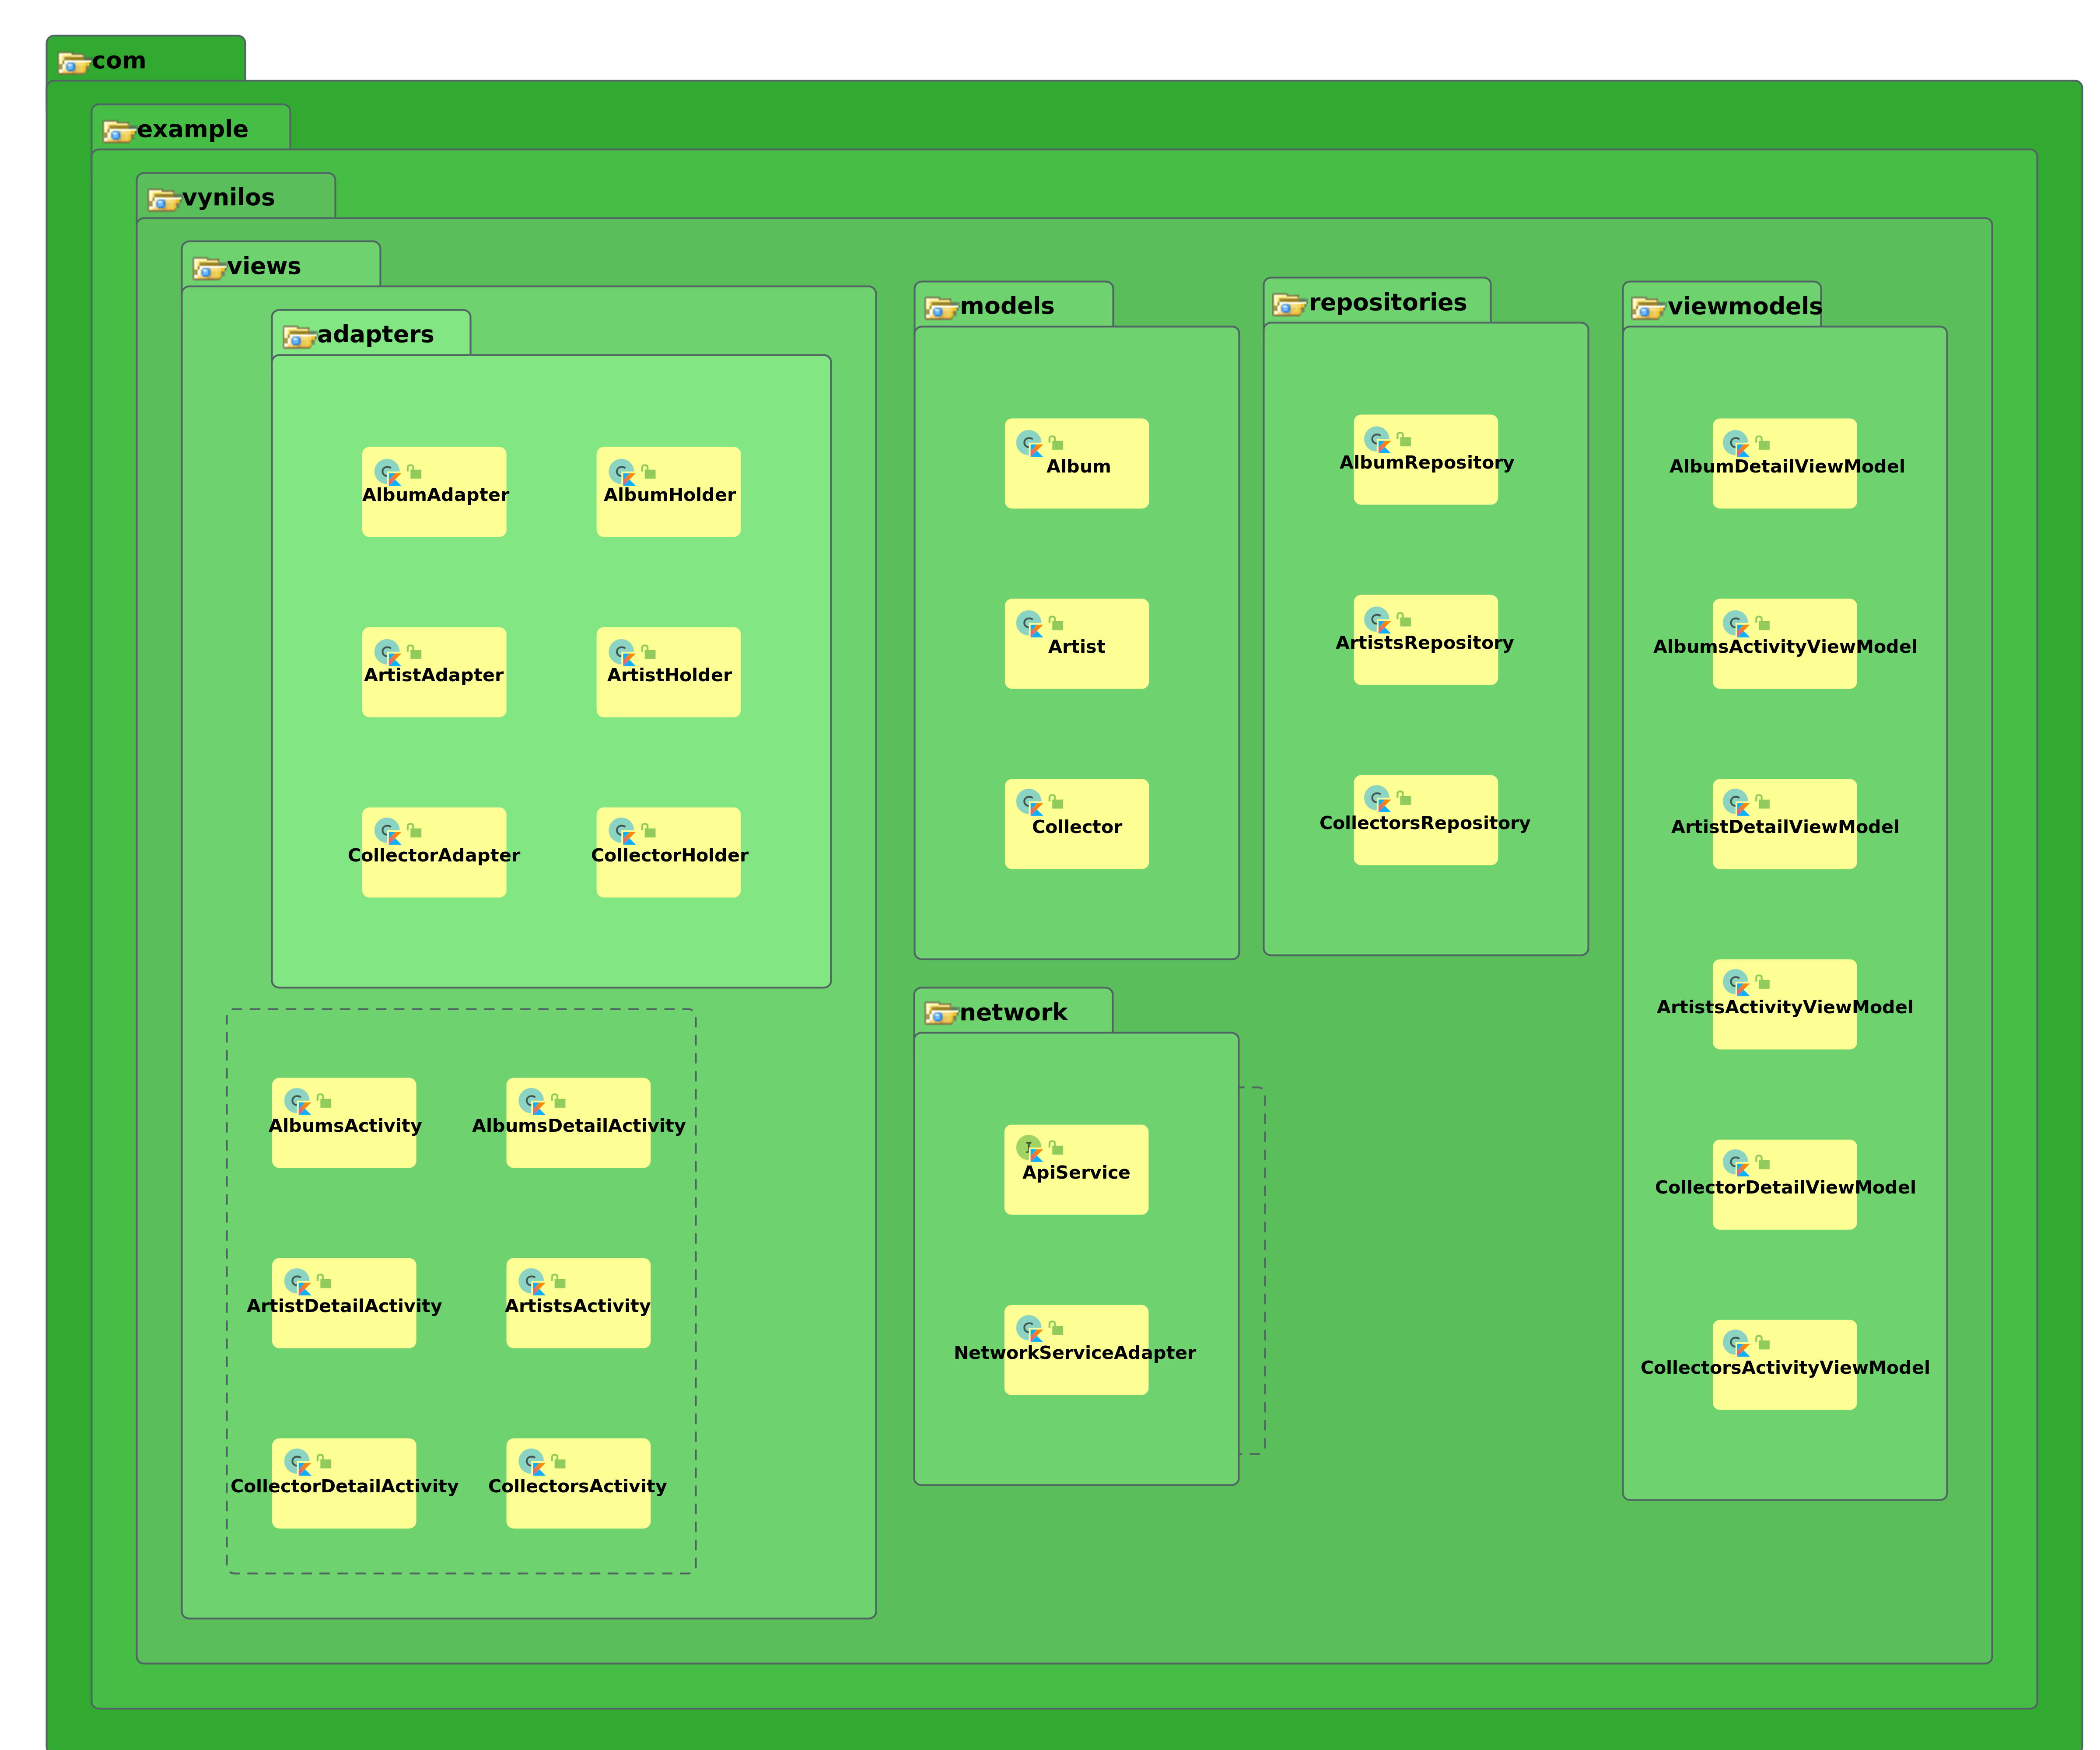 com
example
vynilos
views
adapters
AlbumAdapter
AlbumHolder
ArtistAdapter
ArtistHolder
CollectorAdapter
CollectorHolder
AlbumsActivity
AlbumsDetailActivity
ArtistDetailActivity
ArtistsActivity
CollectorDetailActivity
CollectorsActivity
models
Album
Artist
Collector
network
ApiService
NetworkServiceAdapter
repositories
AlbumRepository
ArtistsRepository
CollectorsRepository
viewmodels
AlbumDetailViewModel
AlbumsActivityViewModel
ArtistDetailViewModel
ArtistsActivityViewModel
CollectorDetailViewModel
CollectorsActivityViewModel